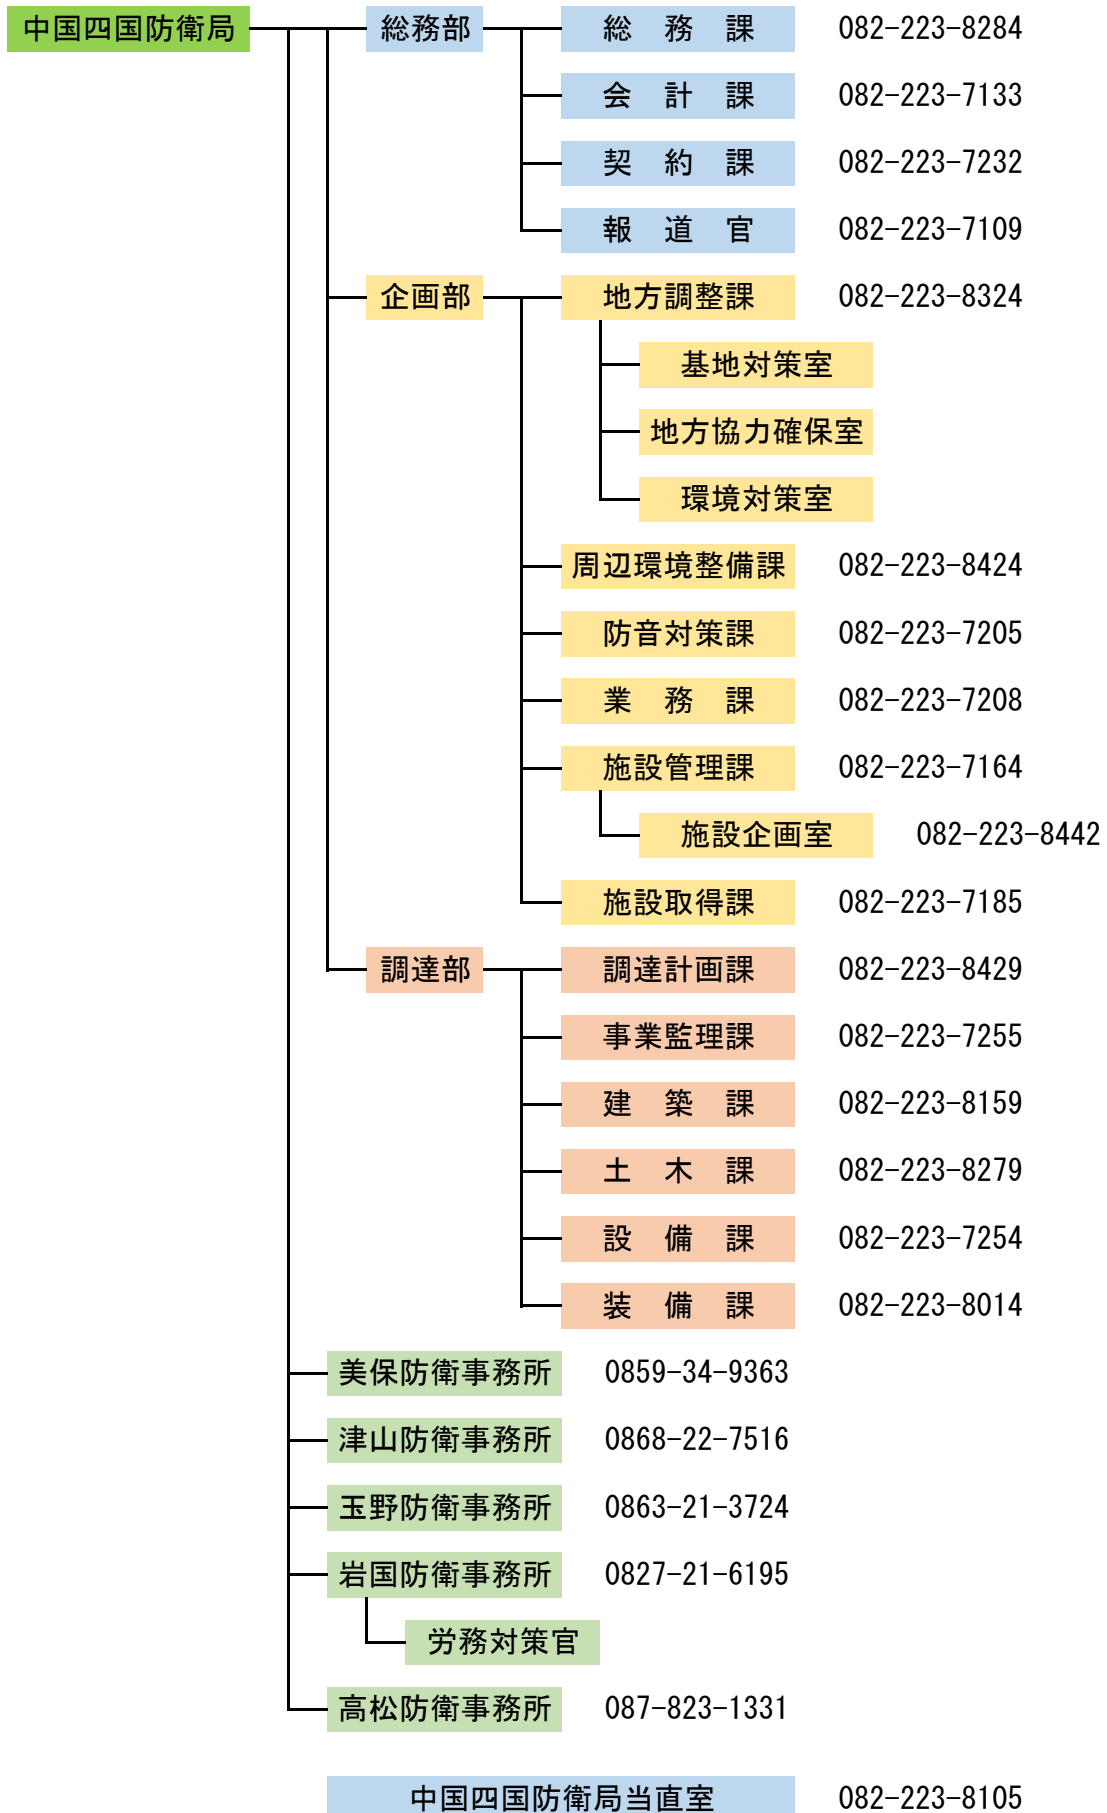 中国四国防衛局 総務部 総　務　課 082-223-8284
会　計　課 082-223-7133
契　約　課 082-223-7232
報　道　官 082-223-7109
企画部 地方調整課 082-223-8324
基地対策室
地方協力確保室
環境対策室
周辺環境整備課 082-223-8424
防音対策課 082-223-7205
業　務　課 082-223-7208
施設管理課 082-223-7164
施設企画室 082-223-8442
施設取得課 082-223-7185
調達部 調達計画課 082-223-8429
事業監理課 082-223-7255
建　築　課 082-223-8159
土　木　課 082-223-8279
設　備　課 082-223-7254
装　備　課 082-223-8014
美保防衛事務所 0859-34-9363
津山防衛事務所 0868-22-7516
玉野防衛事務所 0863-21-3724
岩国防衛事務所 0827-21-6195
労務対策官
高松防衛事務所 087-823-1331
中国四国防衛局当直室 082-223-8105